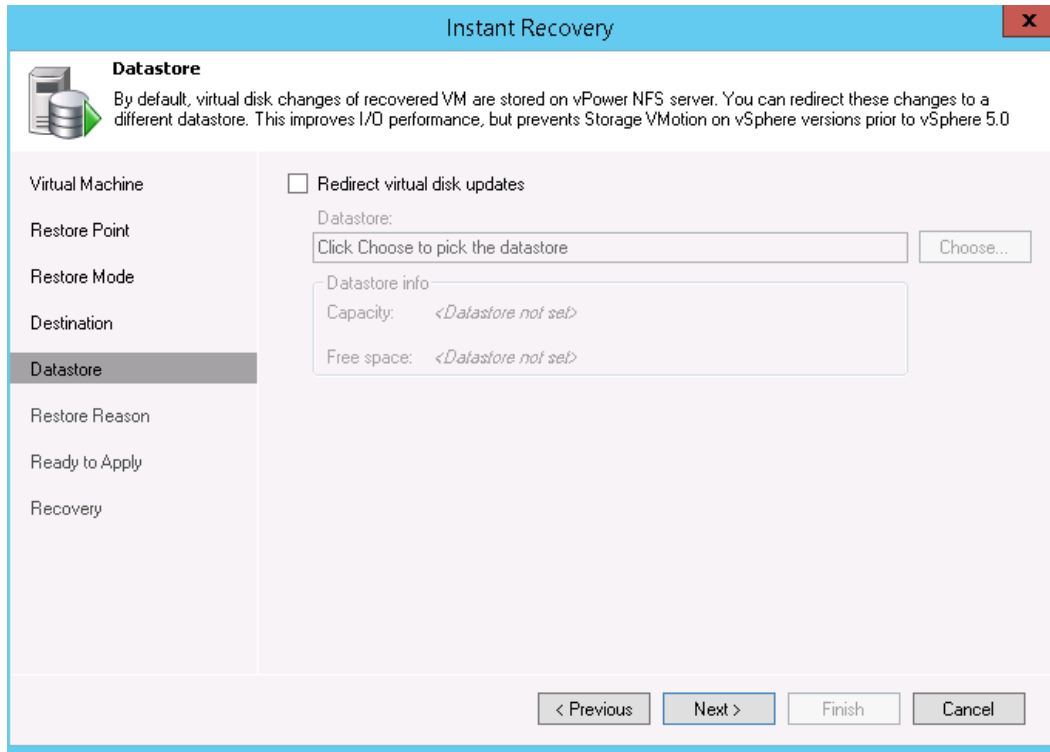 Instant Recovery
x
Datastore
By default, virtual disk changes of recovered VM are stored on vPower NFS server. You can redirect these changes to a
different datastore. This improves I/O performance, but prevents Storage VMotion on vSphere versions prior to vSphere 5.0
Virtual Machine
Restore Point
Restore Mode
Destination
Datastore
Restore Reason
Ready to Apply
Recovery
Redirect virtual disk updates
Datastore:
Click Choose to pick the datastore
Choose...
Datastore info
Capacity: <Datastore not set>
Free space: <Datastore not set>
< Previous
Next >
Finish
Cancel